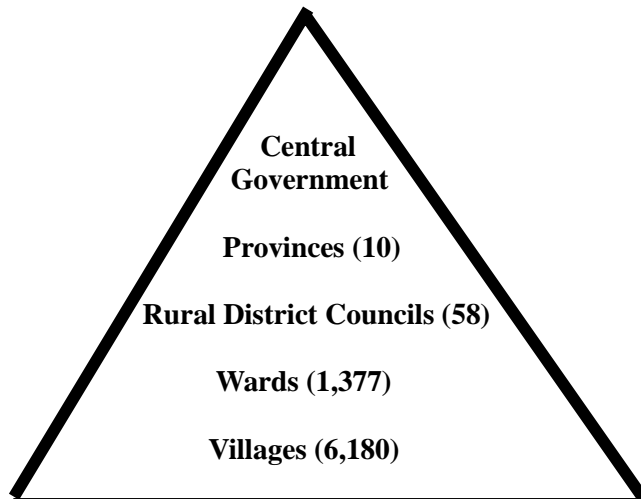 Central
Government
Provinces (10)
Rural District Councils (58)
Wards (1,377)
Villages (6,180)